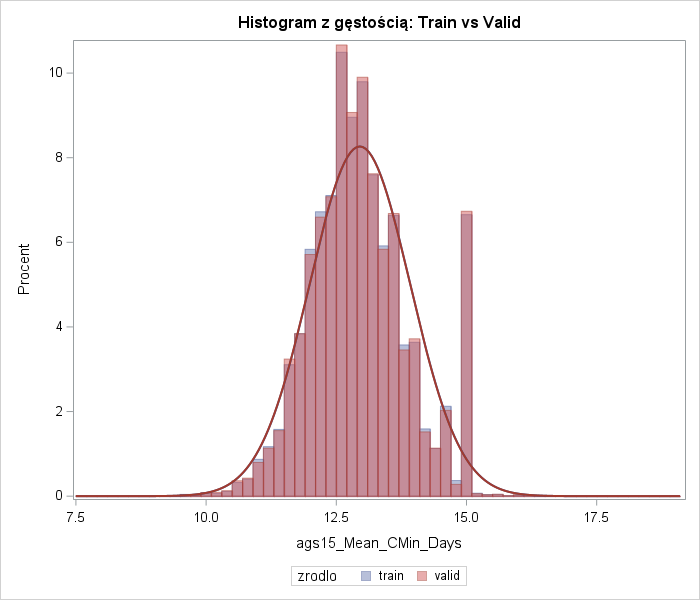 Histogram z gęstością: Train vs Valid
Procent
10
8
6
4
2
0
7.5 10.0 12.5 15.0 17.5
ags15_Mean_CMin_Days
zrodlo train valid